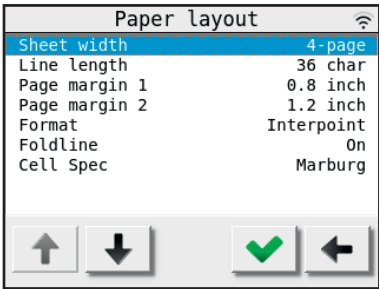 Paper layout
Sheet width 4-page
Line length 36 char
Page margin 1 0.8 inch
Page margin 2 1.2 inch
Format Interpoint
Foldline On
Cell Spec Marburg